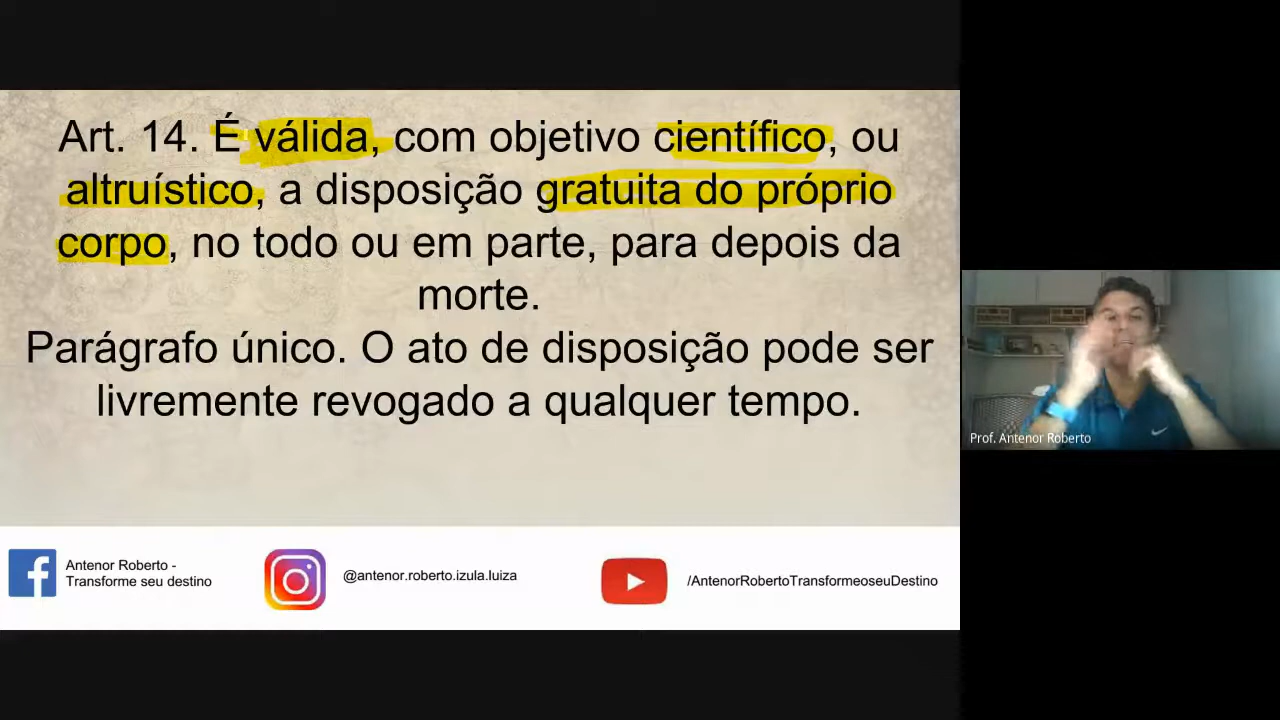 Art. 14. É válida, com objetivo científico, ou
altruístico, a disposição gratuita do próprio
corpo, no todo ou em parte, para depois da
morte.
Parágrafo único. O ato de disposição pode ser
livremente revogado a qualquer tempo.
Antenor Roberto -
Transforme seu destino
@antenor.roberto.izula.luiza
/AntenorRobertoTransformeoseuDestino
Prof. Antenor Roberto